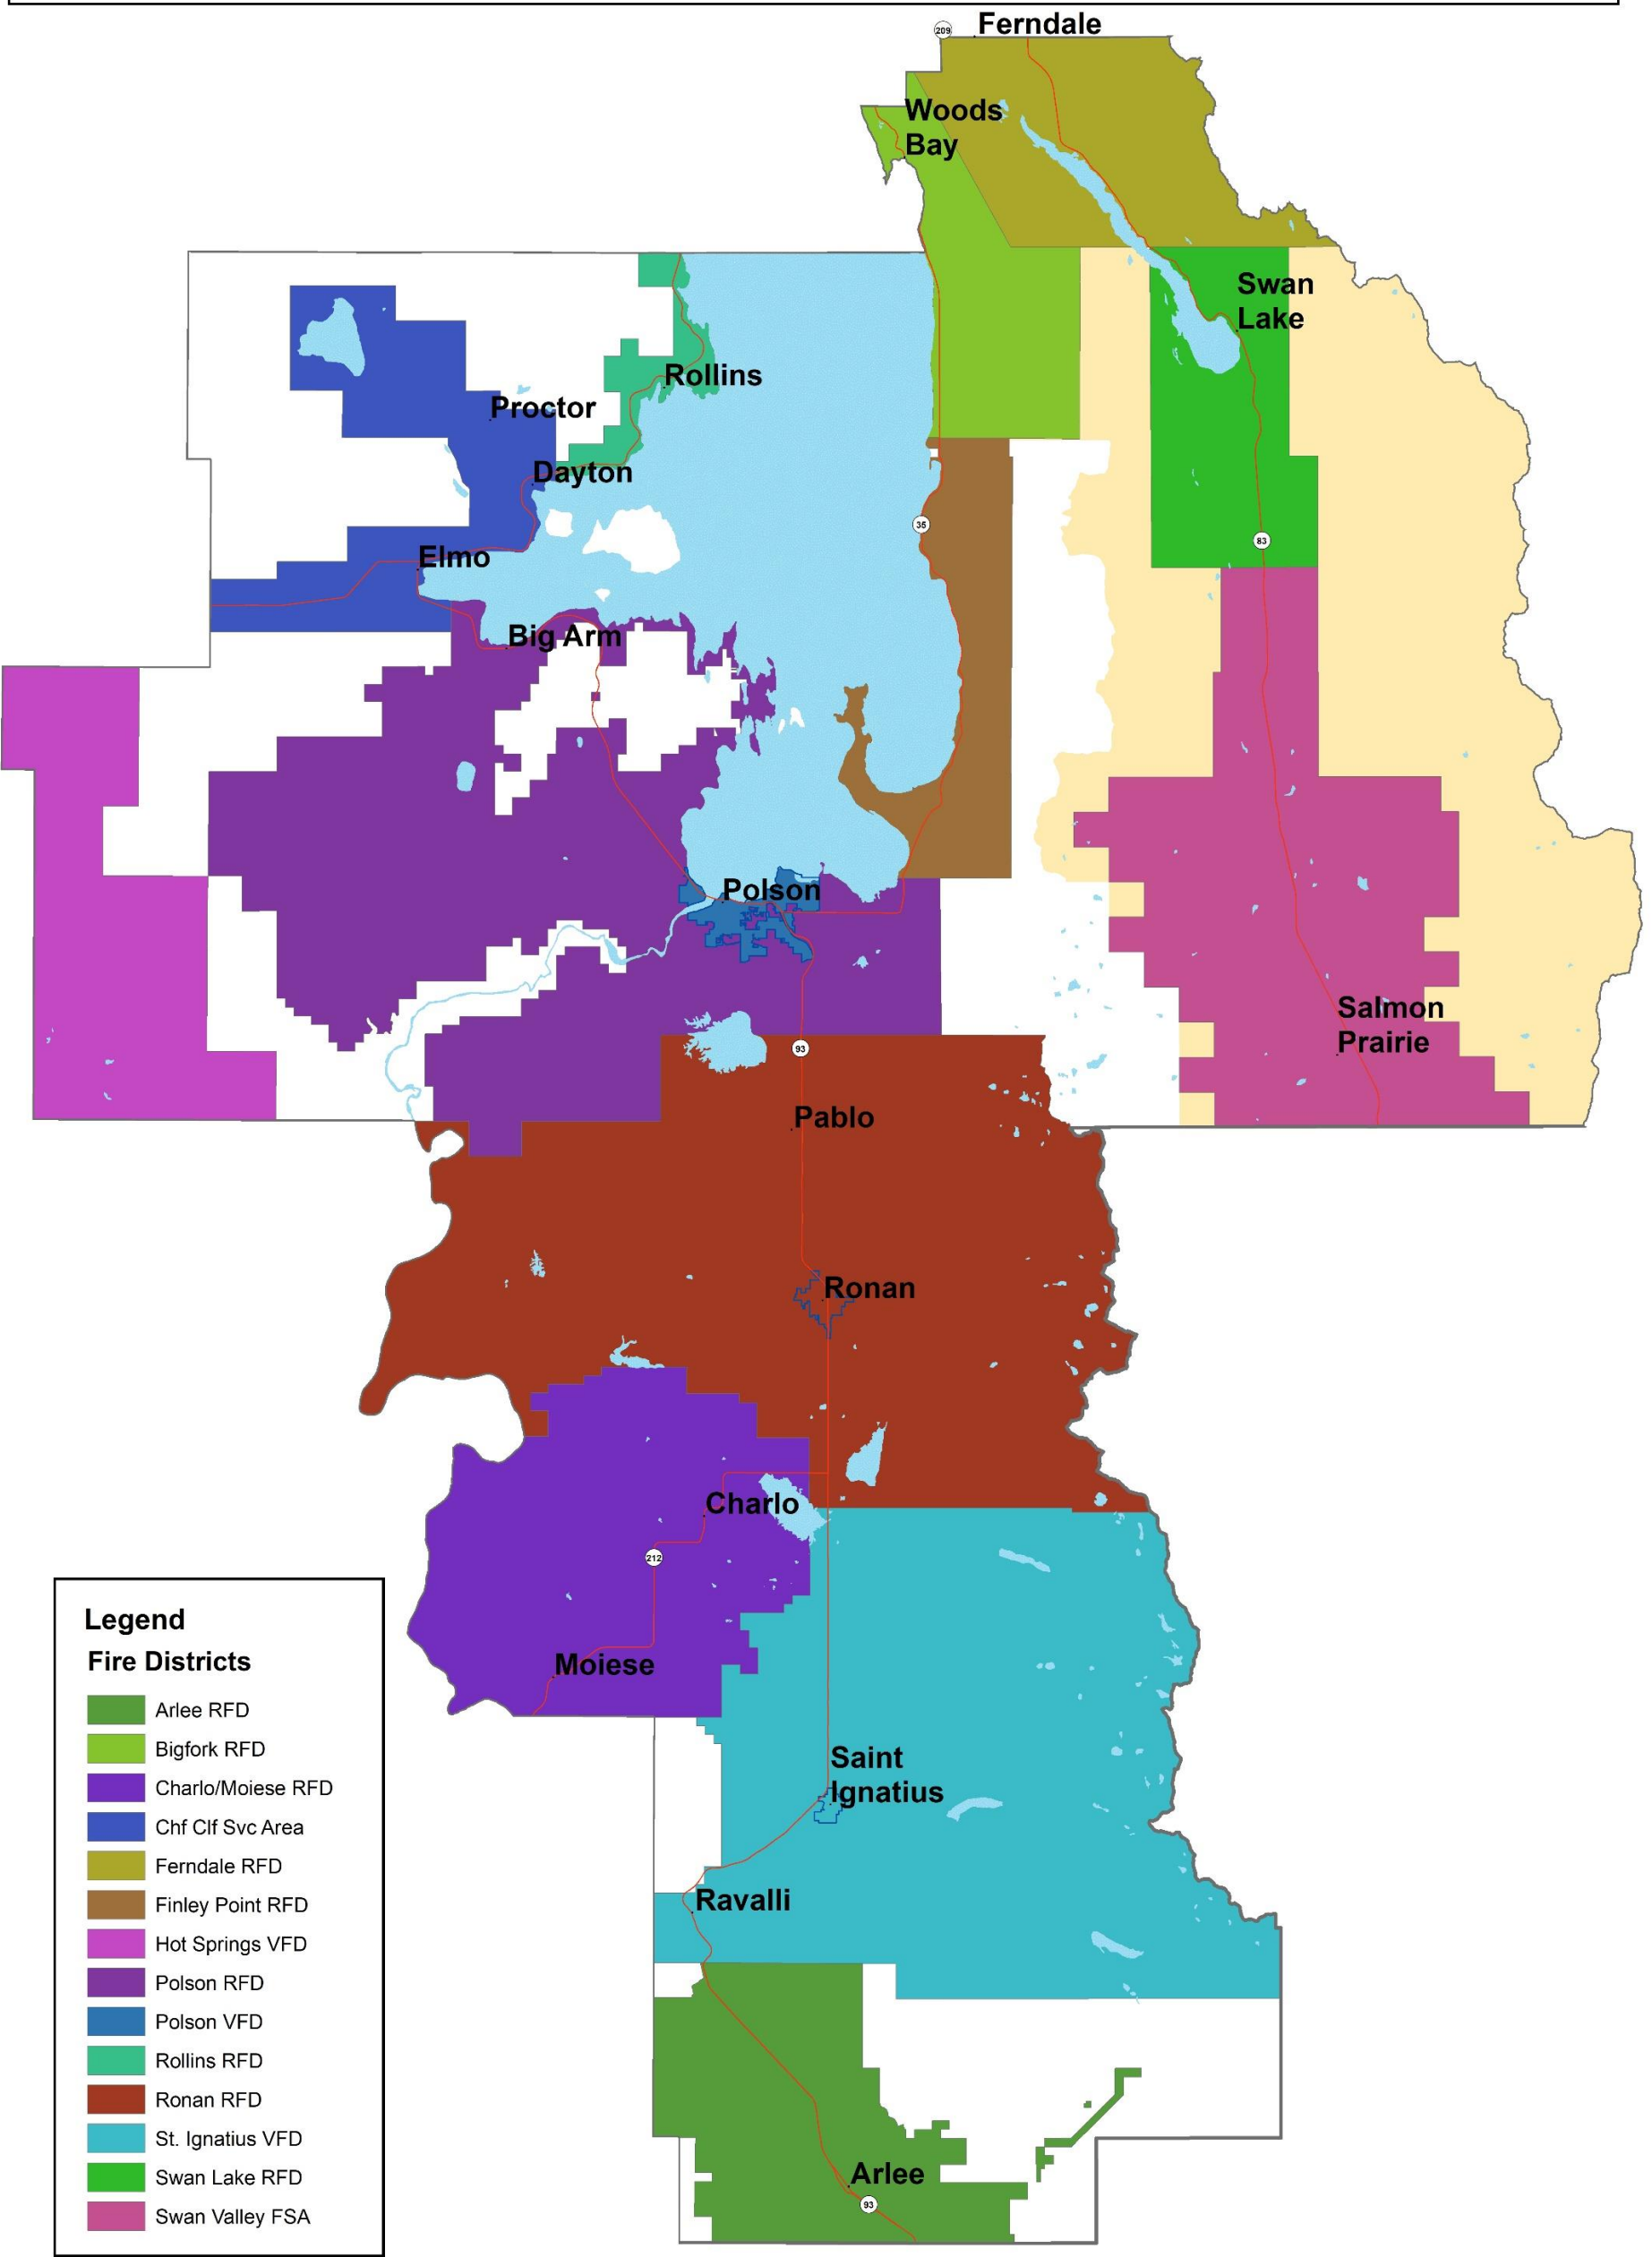 209
Ferndale
Woods
Bay
Swan
Lake
Rollins
Proctor
Dayton
35
83
Elmo
Big Arm
Polson
Salmon
Prairie
93
Pablo
Ronan
Charlo
212
Moiese
Saint
Ignatius
Ravalli
Arlee
93
Legend
Fire Districts
Arlee RFD
Bigfork RFD
Charlo/Moiese RFD
Chf Clf Svc Area
Ferndale RFD
Finley Point RFD
Hot Springs VFD
Polson RFD
Polson VFD
Rollins RFD
Ronan RFD
St. Ignatius VFD
Swan Lake RFD
Swan Valley FSA